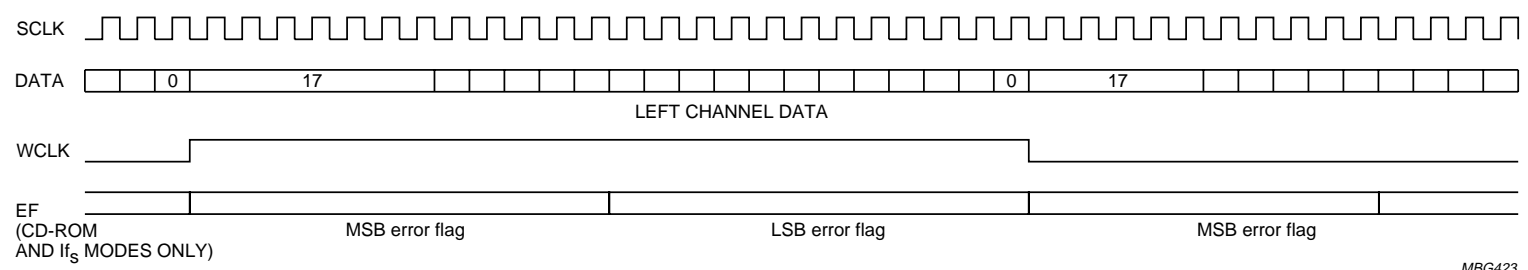 SCLK
DATA 0 17 0 17
LEFT CHANNEL DATA
WCLK
EF
(CD-ROM MSB error flag LSB error flag MSB error flag
AND Ifs MODES ONLY)
MBG423